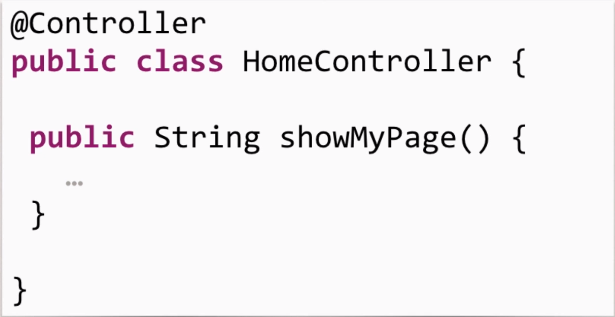 @Controller
public class HomeController {
public String showMyPage() {
…
}
}